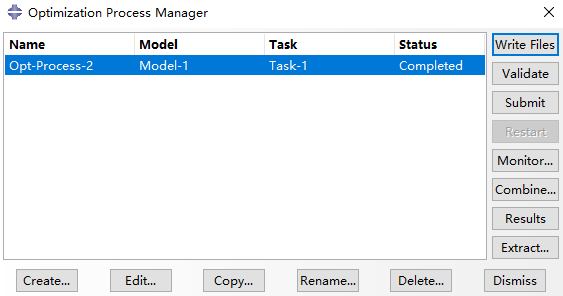 Optimization Process Manager
Name Model Task Status
Opt-Process-2 Model-1 Task-1 Completed
Write Files
Validate
Submit
Restart
Monitor...
Combine...
Results
Extract...
Create... Edit... Copy... Rename... Delete... Dismiss